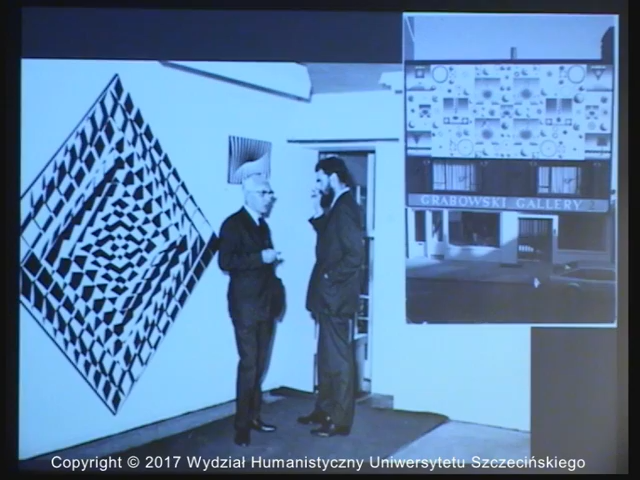 GRABOWSKI GALLERY
Copyright © 2017 Wydział Humanistyczny Uniwersytetu Szczecińskiego